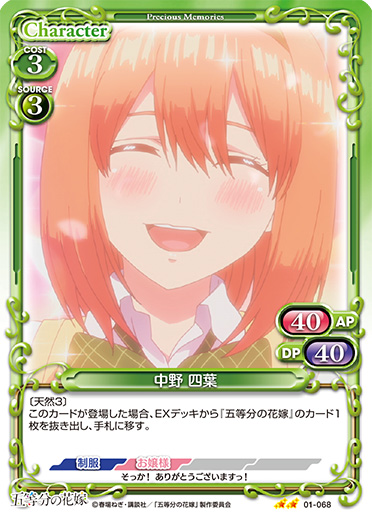 Precious Memories
Character
COST
3
SOURCE
3
40 AP
DP 40
中野 四葉
〔天然3〕
このカードが登場した場合、EXデッキから『五等分の花嫁』のカード1
枚を抜き出し、手札に移す。
制服 お嬢様
そっか！ ありがとうございますっ！
五等分の花嫁
©春場ねぎ・講談社／「五等分の花嫁」製作委員会
01-068